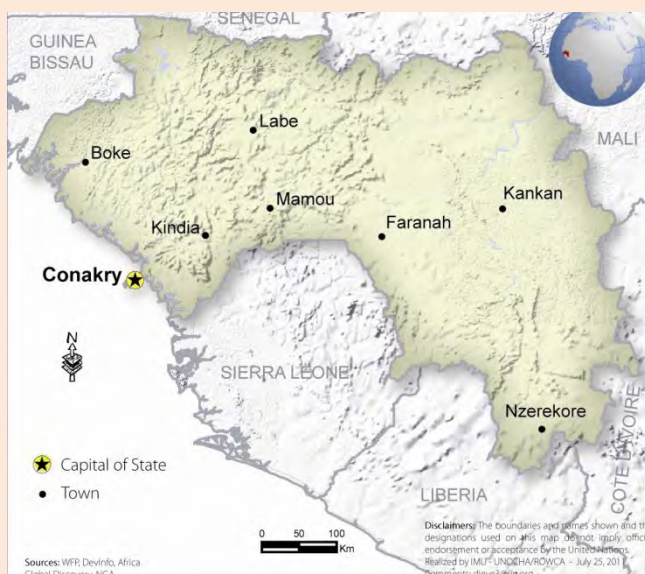 SENEGAL
GUINEA
BISSAU
MALI
Labe
Boke
Mamou
Kankan
Kindia
Faranah
Conakry
N
SIERRA LEONE
Nzerekore
COTE D'IVOIRE
LIBERIA
Capital of State
Town
0 50 100
Km
Disclaimers: The boundaries and names shown and the
designations used on this map do not imply offici
endorsement or acceptance by the United Nations.
Realized by IMU - UNOCHA/ROWCA - July 25, 201
Sources: WFP, Devinfo, Africa